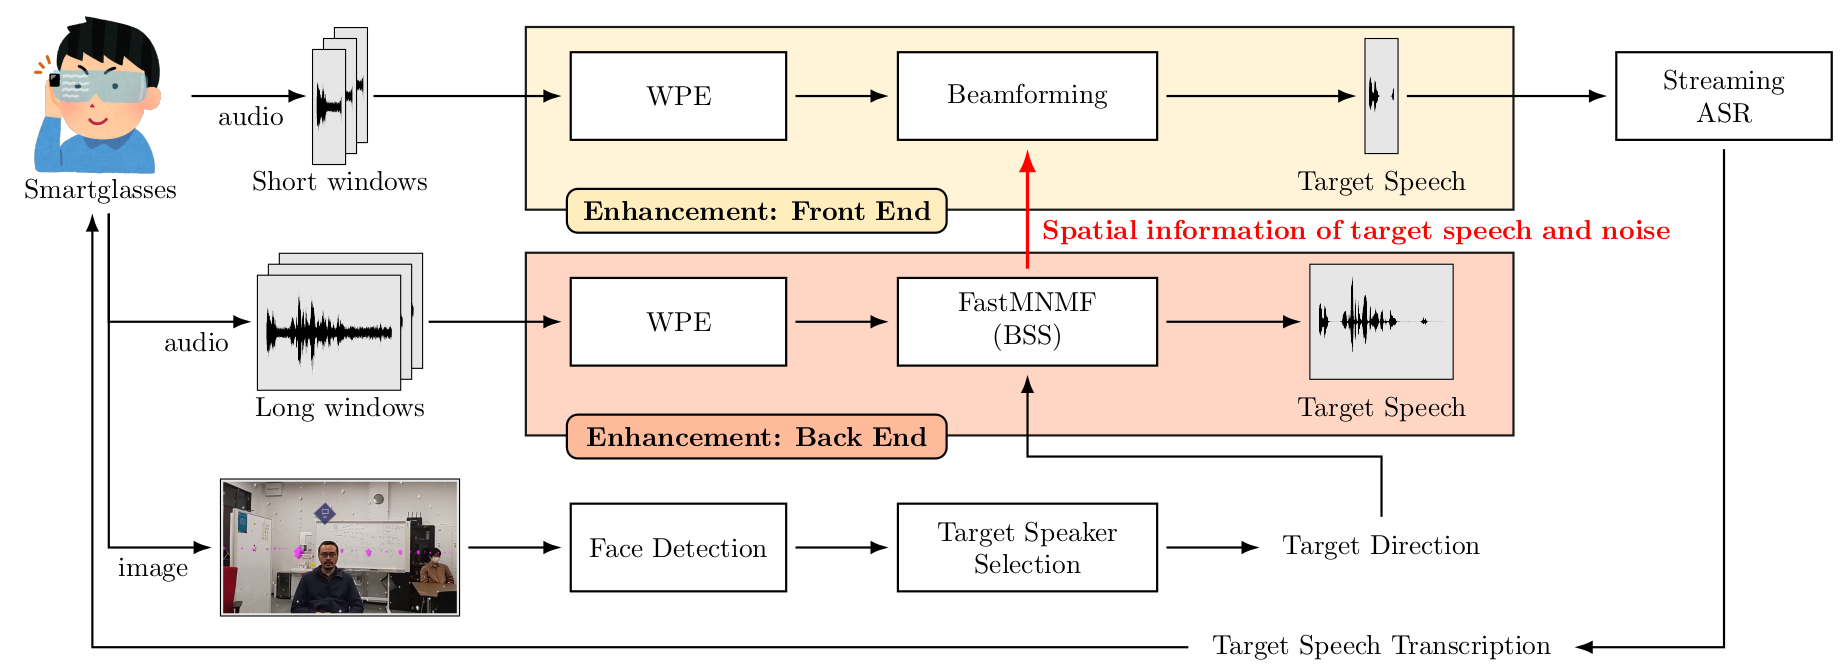 Smartglasses
audio
Short windows
WPE
Beamforming
Target Speech
Streaming
ASR
Enhancement: Front End
Spatial information of target speech and noise
audio
Long windows
WPE
FastMNMF
(BSS)
Target Speech
Enhancement: Back End
image
Face Detection
Target Speaker
Selection
Target Direction
Target Speech Transcription